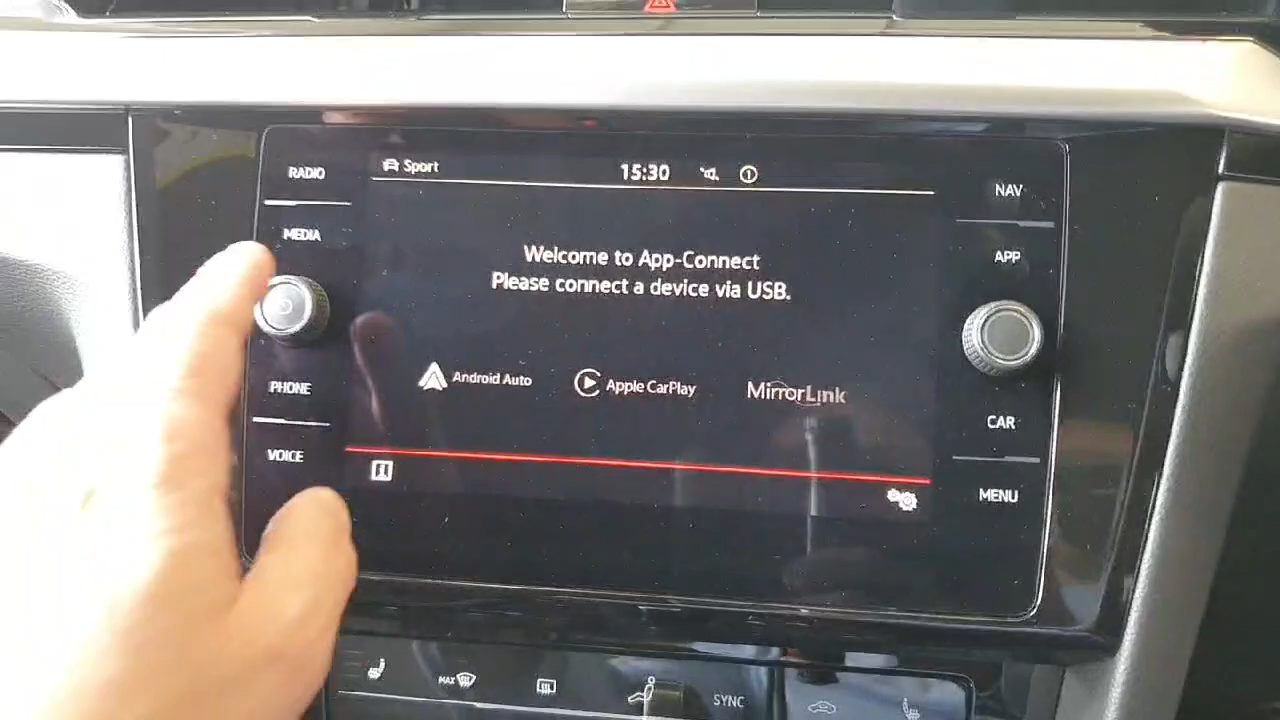 RADIO
MEDIA
PHONE
VOICE
Sport
15:30
Welcome to App-Connect
Please connect a device via USB.
Android Auto
Apple CarPlay
MirrorLink
NAV
APP
CAR
MENU
MAX
SYNC